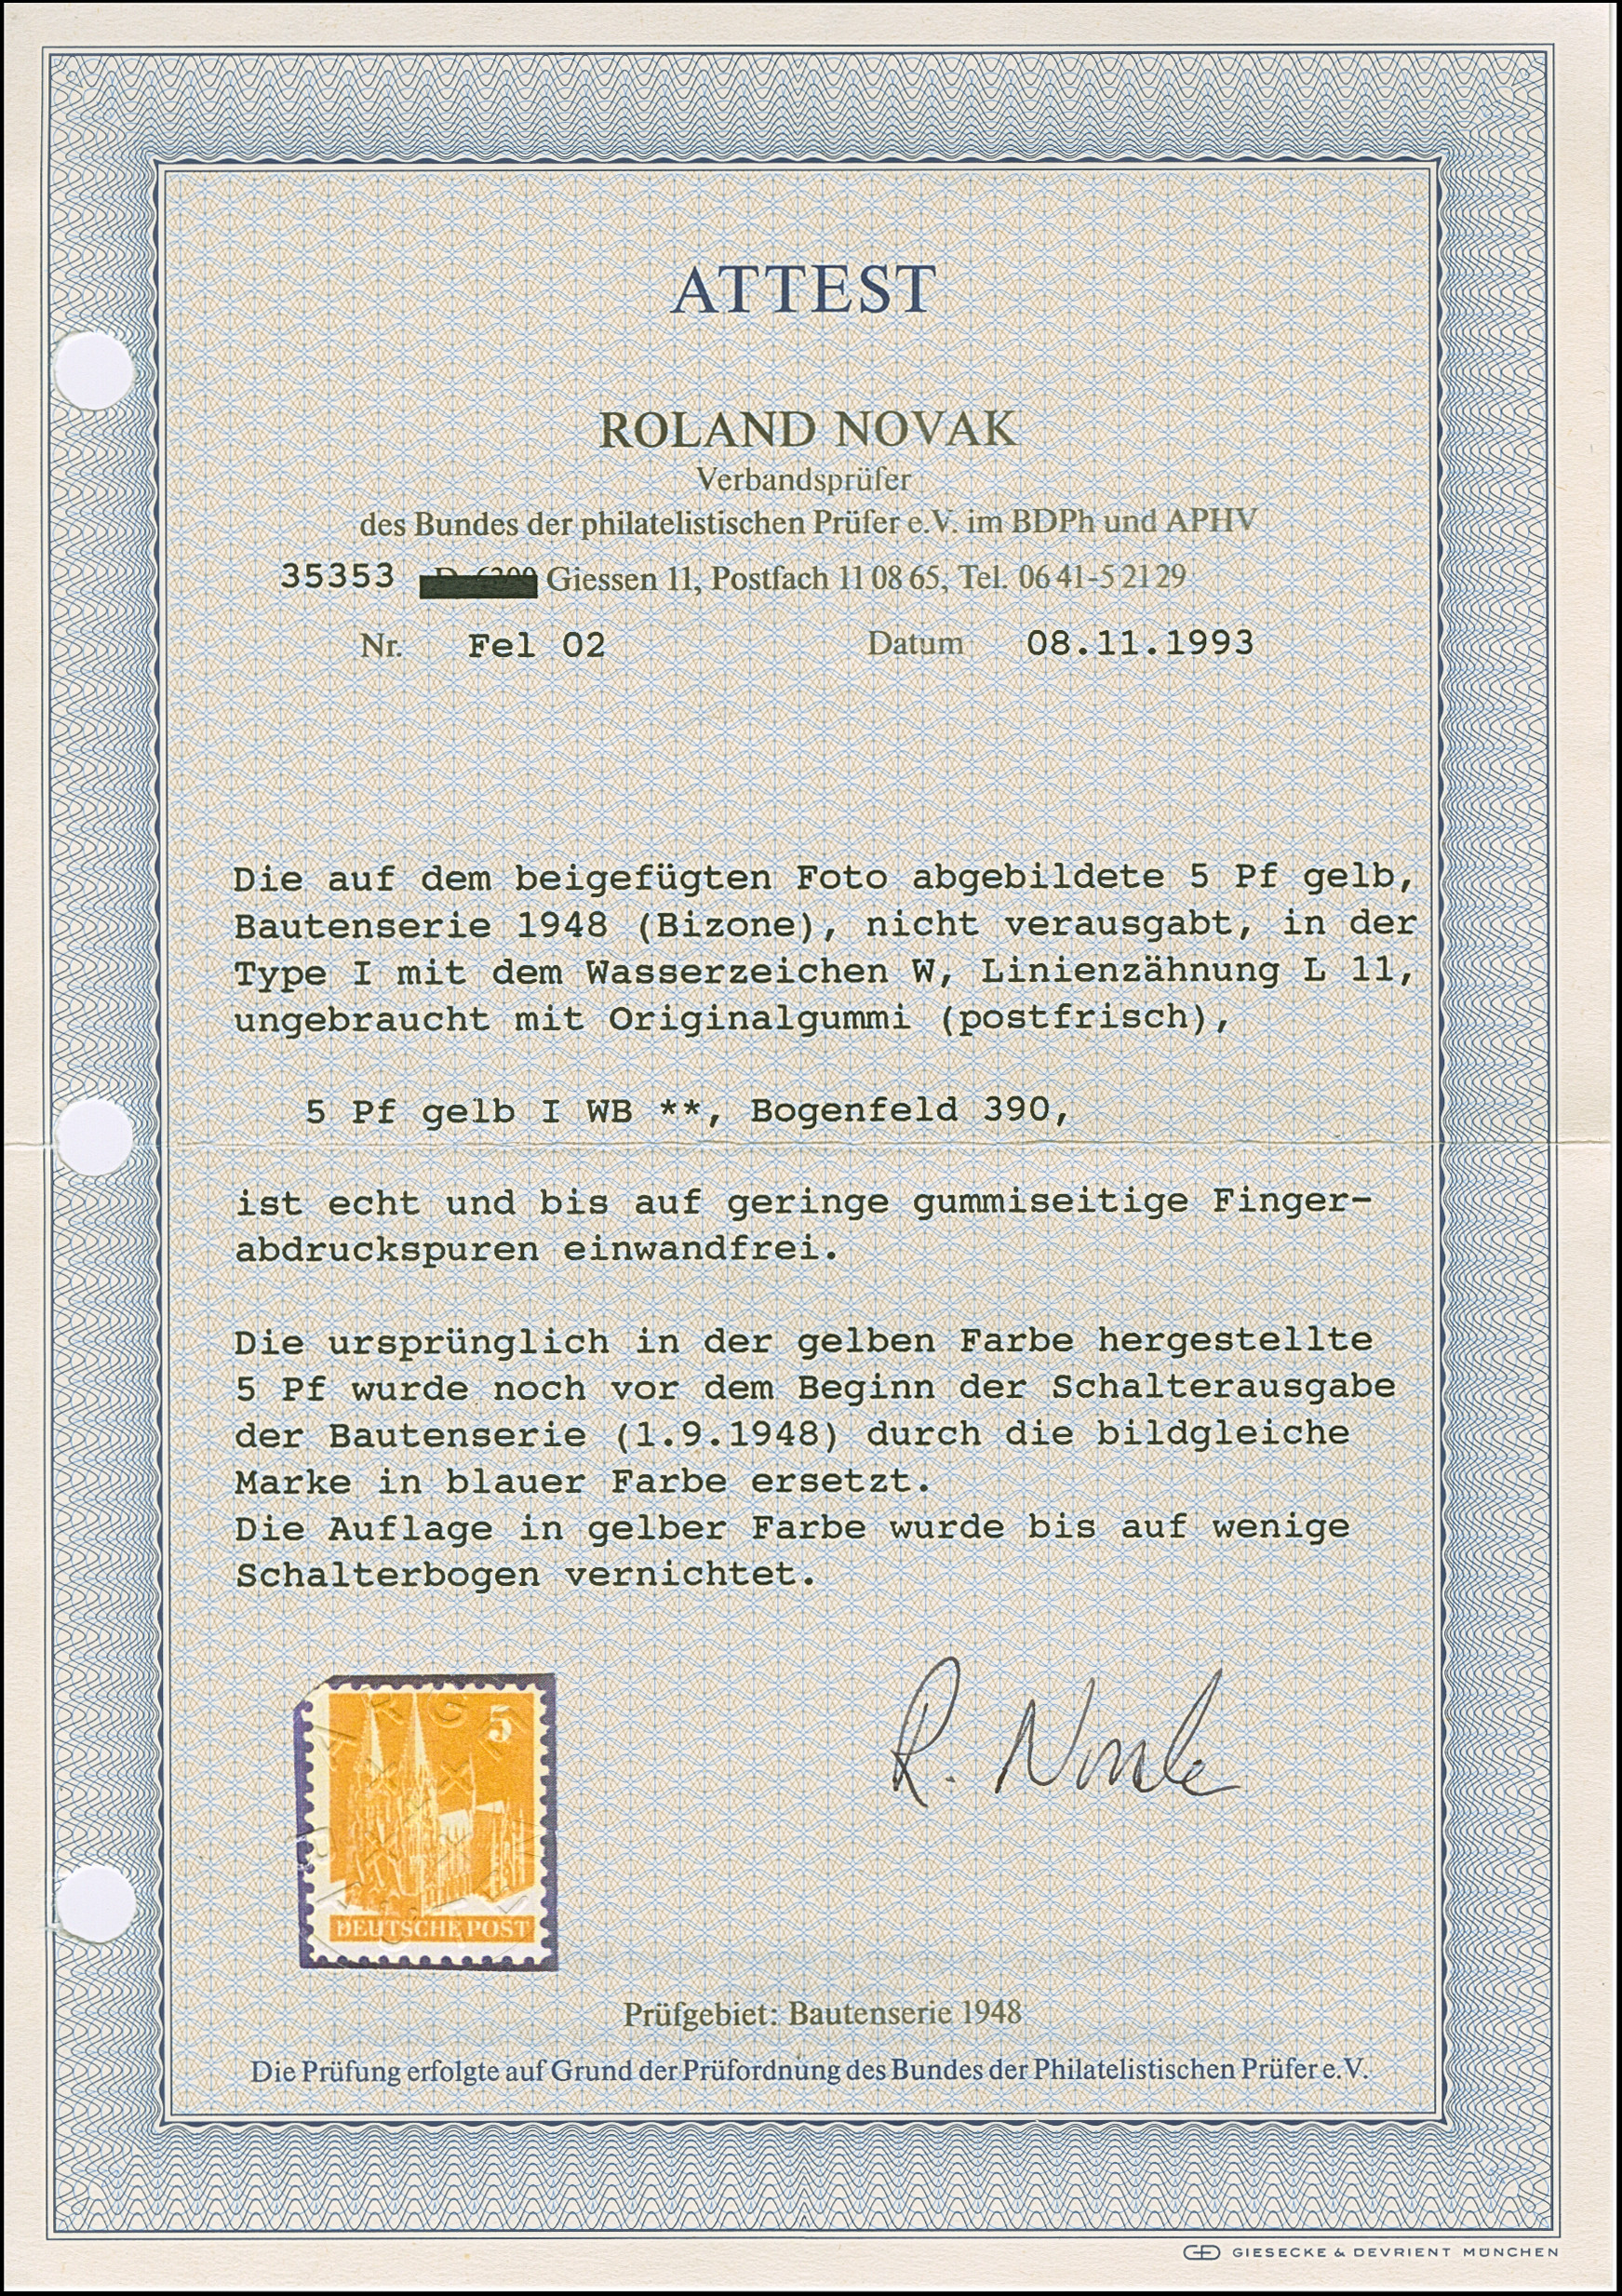 ATTEST
ROLAND NOVAK
Verbandsprüfer
des Bundes der philatelistischen Prüfer e.V. im BDPh und APHV
35353 Giessen 11, Postfach 11 08 65, Tel. 06 41-5 21 29
Nr. Fel 02 Datum 08.11.1993
Die auf dem beigefügten Foto abgebildete 5 Pf gelb,
Bautenserie 1948 (Bizone), nicht verausgabt, in der
Type I mit dem Wasserzeichen W, Linienzähnung L 11,
ungebraucht mit Originalgummi (postfrisch),
5 Pf gelb I WB **, Bogenfeld 390,
ist echt und bis auf geringe gummiseitige Finger-
abdruckspuren einwandfrei.
Die ursprünglich in der gelben Farbe hergestellte
5 Pf wurde noch vor dem Beginn der Schalterausgabe
der Bautenserie (1.9.1948) durch die bildgleiche
Marke in blauer Farbe ersetzt.
Die Auflage in gelber Farbe wurde bis auf wenige
Schalterbogen vernichtet.
5
DEUTSCHE POST
R. Novak
Prüfgebiet: Bautenserie 1948
Die Prüfung erfolgte auf Grund der Prüfordnung des Bundes der Philatelistischen Prüfer e.V.
GIESECKE & DEVRIENT MÜNCHEN